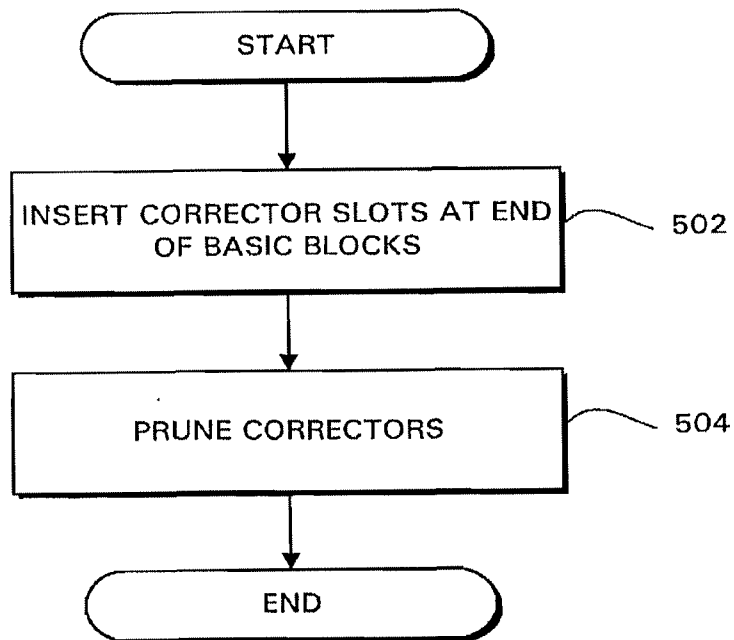 START
INSERT CORRECTOR SLOTS AT END
OF BASIC BLOCKS
502
PRUNE CORRECTORS
504
END